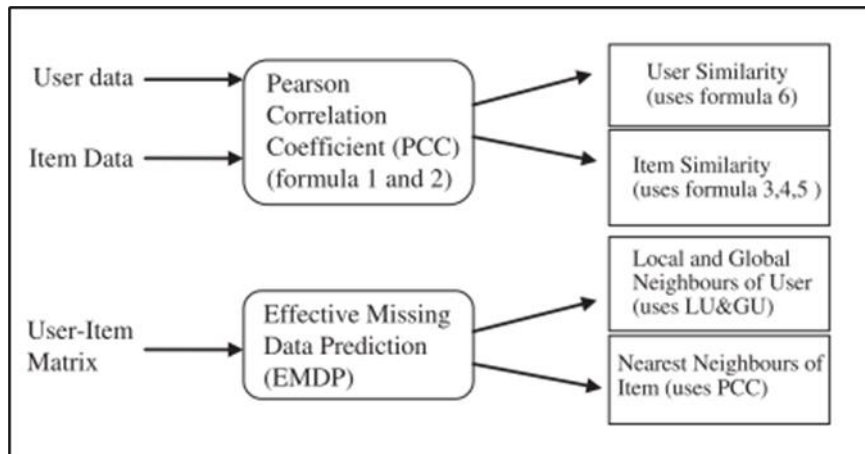 User data
Item Data
Pearson
Correlation
Coefficient (PCC)
(formula 1 and 2)
User Similarity
(uses formula 6)
Item Similarity
(uses formula 3,4,5 )
User-Item
Matrix
Effective Missing
Data Prediction
(EMDP)
Local and Global
Neighbours of User
(uses LU&GU)
Nearest Neighbours of
Item (uses PCC)